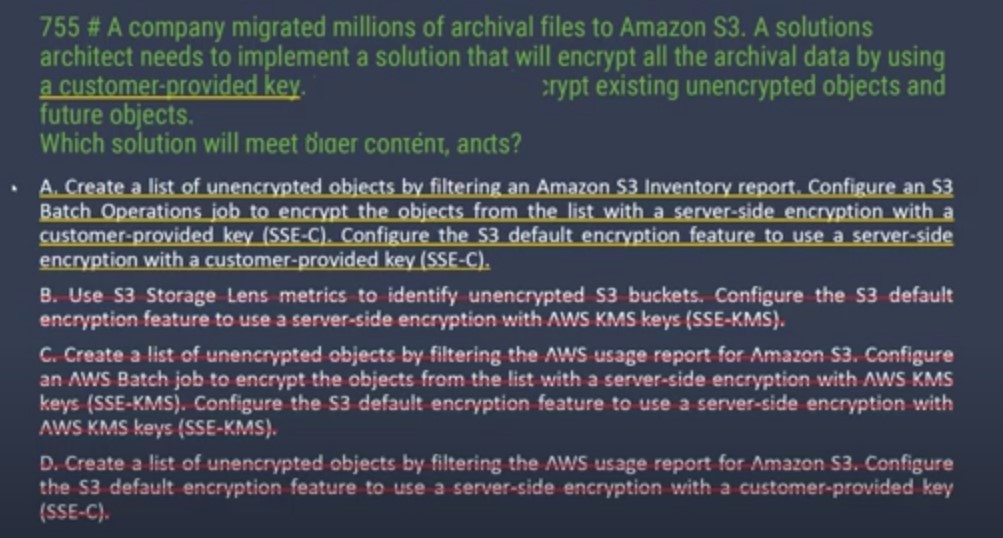 755 # A company migrated millions of archival files to Amazon S3. A solutions
architect needs to implement a solution that will encrypt all the archival data by using
a customer-provided key. crypt existing unencrypted objects and
future objects.
Which solution will meet
A. Create a list of unencrypted objects by filtering an Amazon S3 Inventory report. Configure an S3
Batch Operations job to encrypt the objects from the list with a server-side encryption with a
customer-provided key (SSE-C). Configure the S3 default encryption feature to use a server-side
encryption with a customer-provided key (SSE-C).
B. Use S3 Storage Lens metrics to identify unencrypted S3 buckets. Configure the S3 default
encryption feature to use a server-side encryption with AWS KMS keys (SSE-KMS).
C. Create a list of unencrypted objects by filtering the AWS usage report for Amazon S3. Configure
an AWS Batch job to encrypt the objects from the list with a server-side encryption with AWS KMS
keys (SSE-KMS). Configure the S3 default encryption feature to use a server-side encryption with
AWS KMS keys (SSE-KMS).
D. Create a list of unencrypted objects by filtering the AWS usage report for Amazon S3. Configure
the S3 default encryption feature to use a server-side encryption with a customer-provided key
(SSE-C).